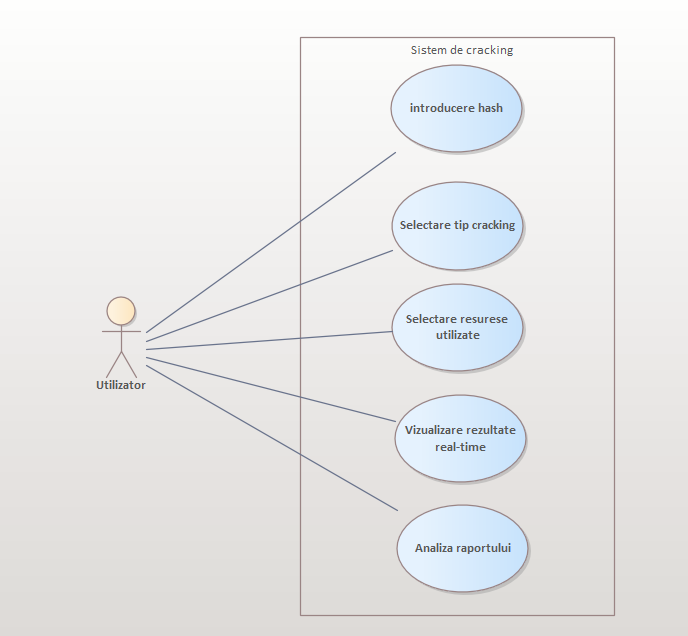 Sistem de cracking
introducere hash
Selectare tip cracking
Selectare resurese
utilizate
Utilizator
Vizualizare rezultate
real-time
Analiza raportului